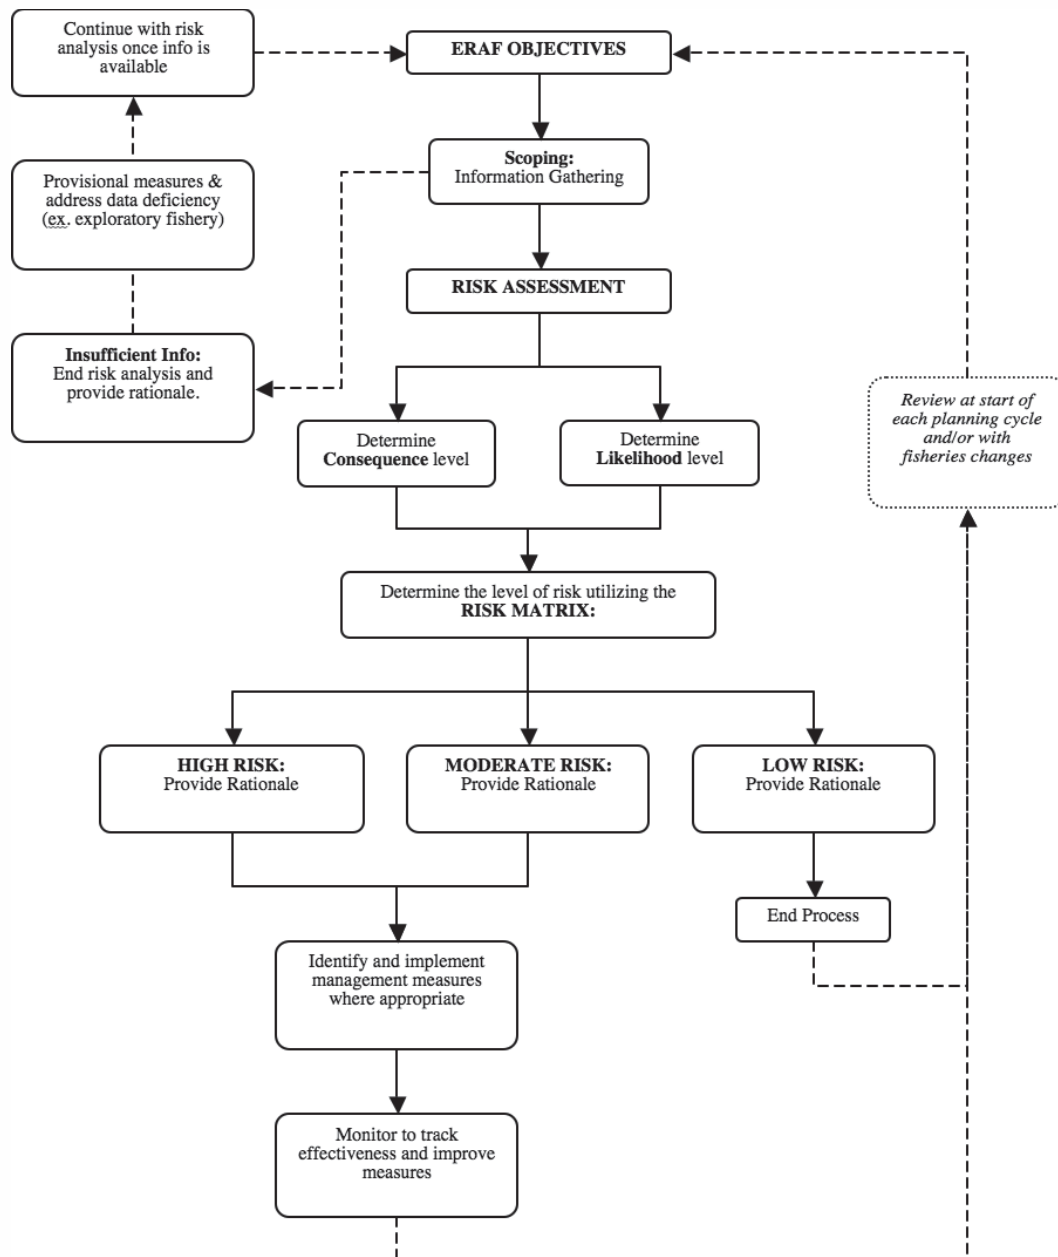 Continue with risk
analysis once info is
available
ERAF OBJECTIVES
Scoping:
Information Gathering
Provisional measures &
address data deficiency
(ex. exploratory fishery)
RISK ASSESSMENT
Insufficient Info:
End risk analysis and
provide rationale.
Review at start of
each planning cycle
and/or with
fisheries changes
Determine
Consequence level
Determine
Likelihood level
Determine the level of risk utilizing the
RISK MATRIX:
HIGH RISK:
Provide Rationale
MODERATE RISK:
Provide Rationale
LOW RISK:
Provide Rationale
End Process
Identify and implement
management measures
where appropriate
Monitor to track
effectiveness and improve
measures